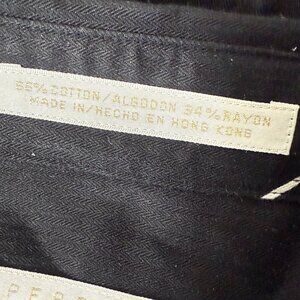 66% COTTON/ALGODON 34% RAYON
MADE IN/HECHO EN HONG KONG